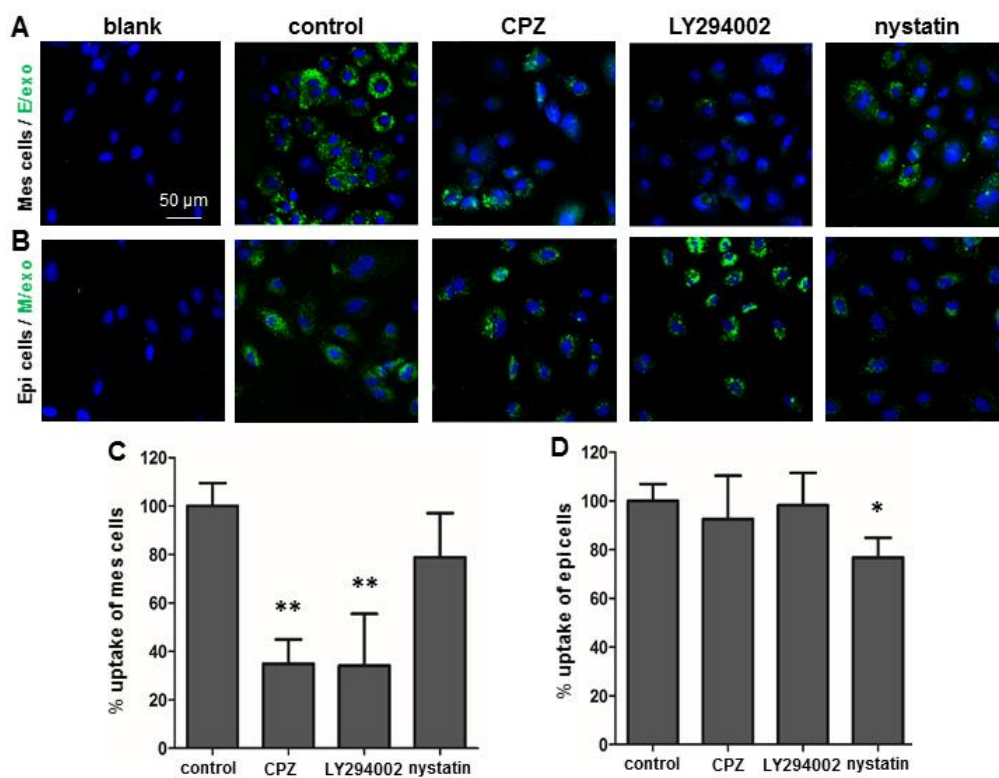 blank control CPZ LY294002 nystatin
A
Mes cells / E/exo
50 µm
B
Epi cells / M/exo
C
% uptake of mes cells
120
100
80
60
40
20
0
**
**
control CPZ LY294002 nystatin
D
% uptake of epi cells
120
100
80
60
40
20
0
*
control CPZ LY294002 nystatin